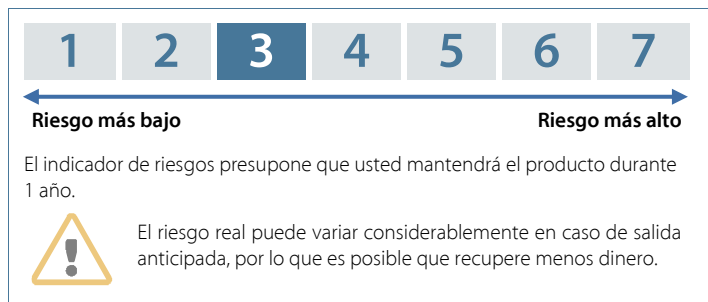 1 2 3 4 5 6 7
Riesgo más bajo Riesgo más alto
El indicador de riesgos presupone que usted mantendrá el producto durante
1 año.
El riesgo real puede variar considerablemente en caso de salida
anticipada, por lo que es posible que recupere menos dinero.